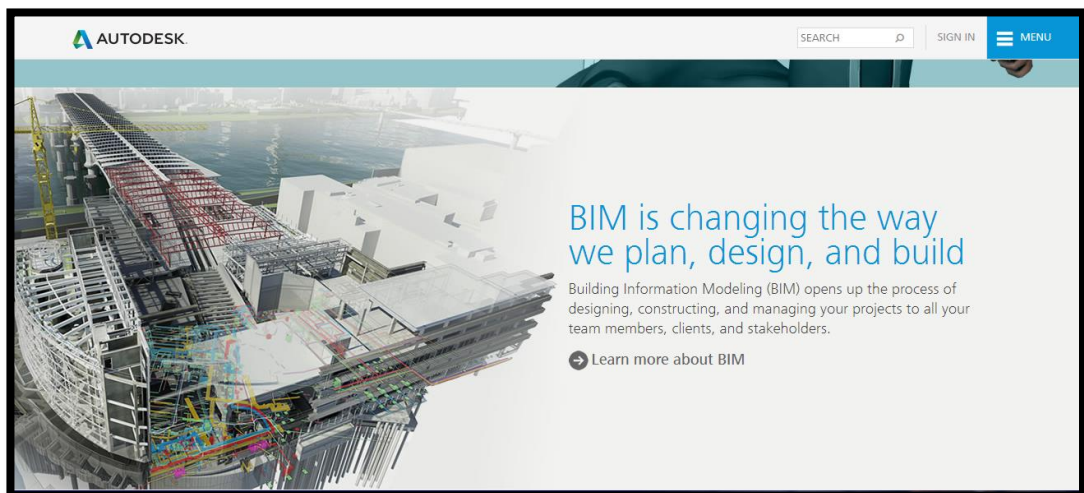 AUTODESK.
SEARCH
SIGN IN
MENU
BIM is changing the way
we plan, design, and build
Building Information Modeling (BIM) opens up the process of
designing, constructing, and managing your projects to all your
team members, clients, and stakeholders.
Learn more about BIM